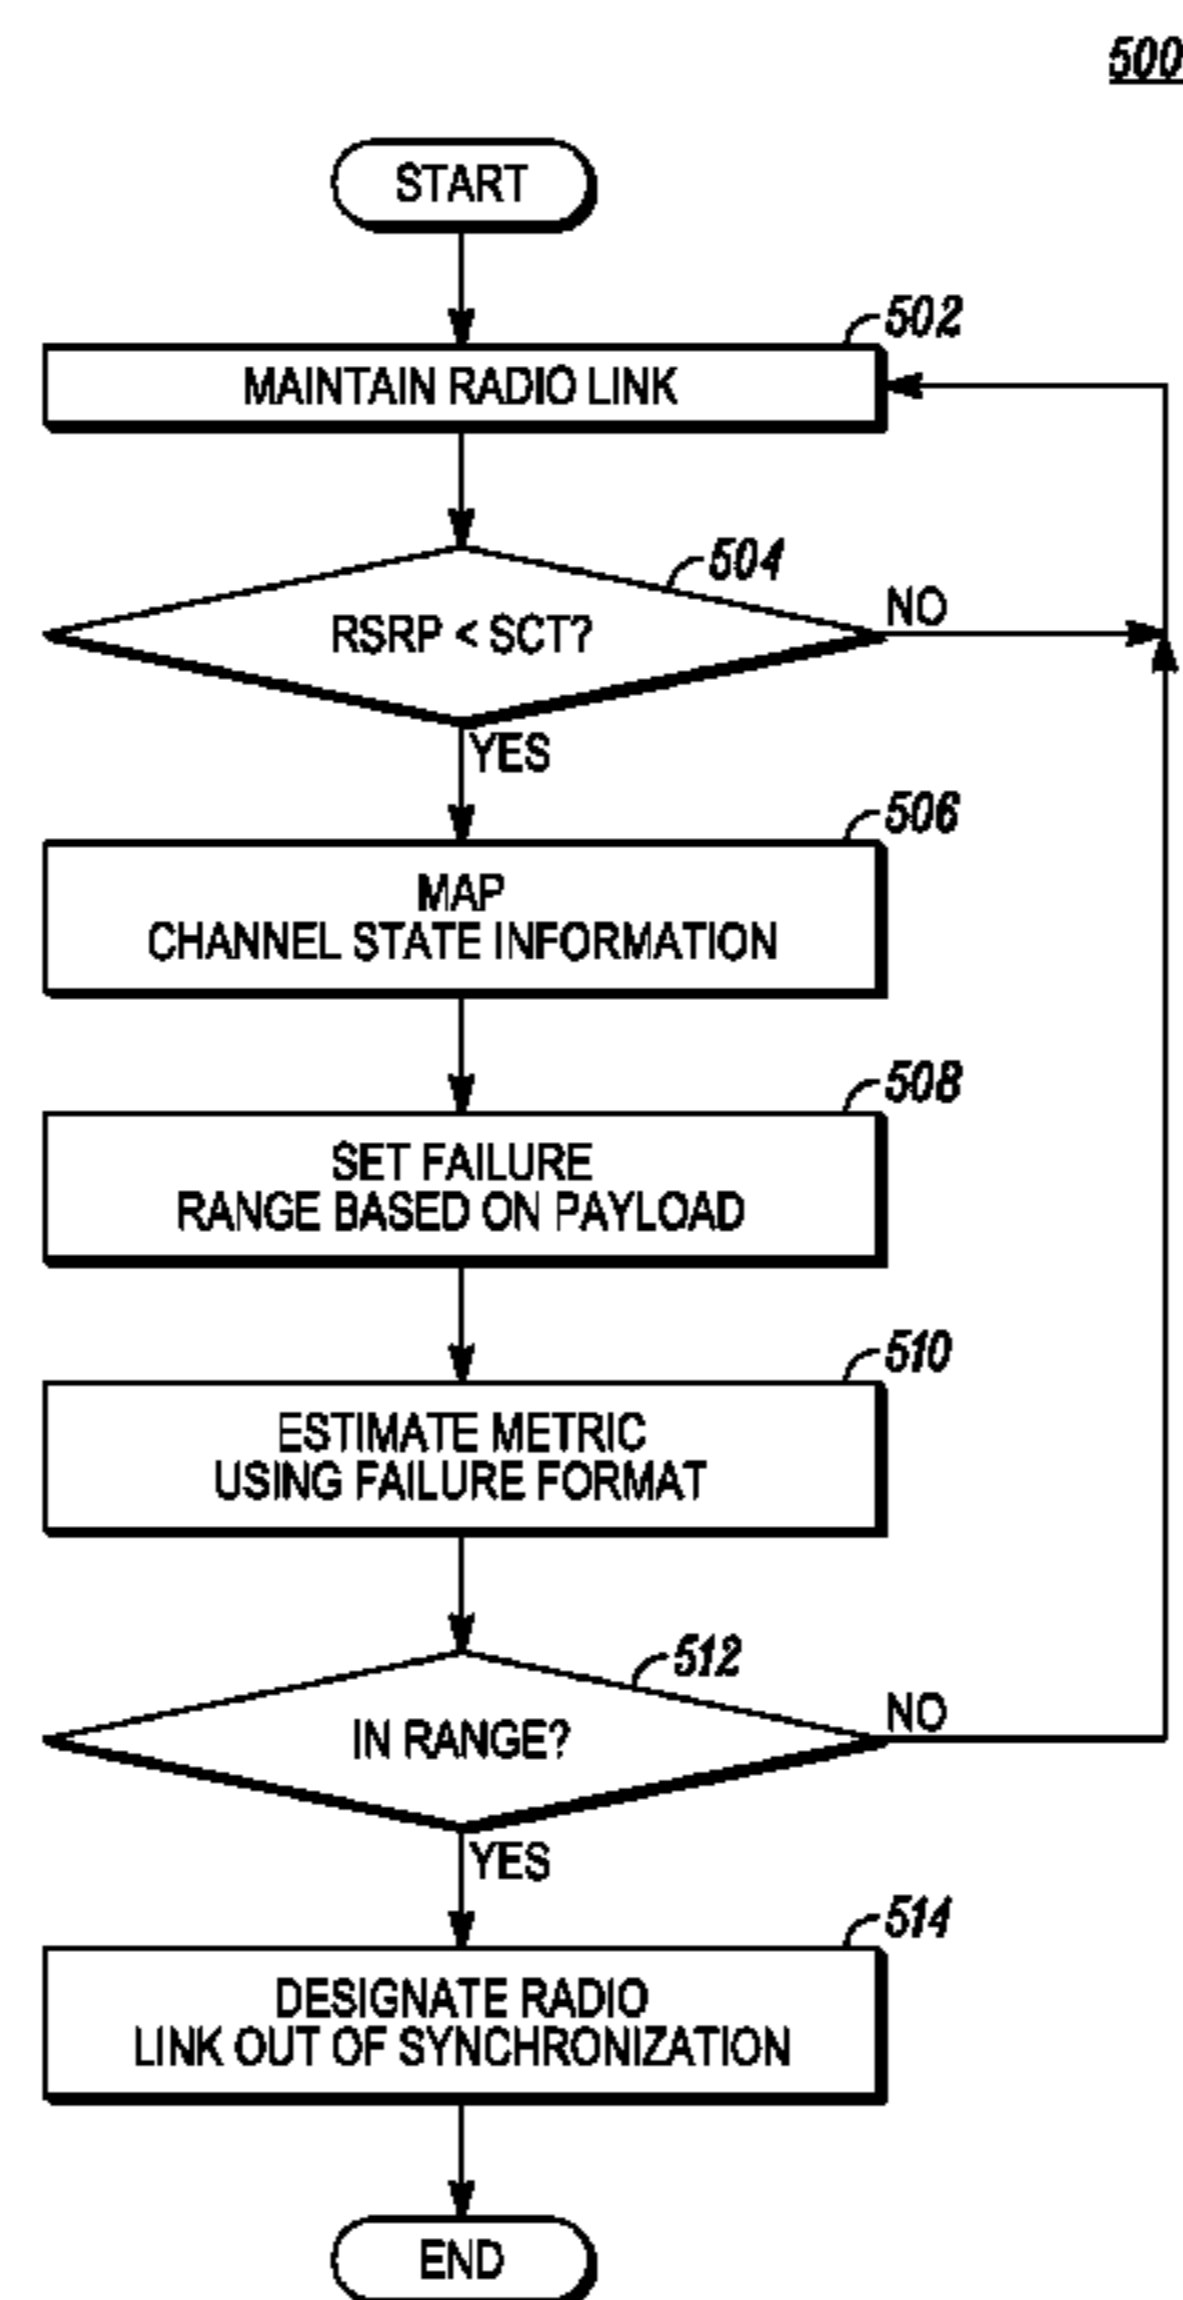 500
START
502
MAINTAIN RADIO LINK
504
RSRP < SCT?
NO
YES
506
MAP
CHANNEL STATE INFORMATION
508
SET FAILURE
RANGE BASED ON PAYLOAD
510
ESTIMATE METRIC
USING FAILURE FORMAT
512
IN RANGE?
NO
YES
514
DESIGNATE RADIO
LINK OUT OF SYNCHRONIZATION
END